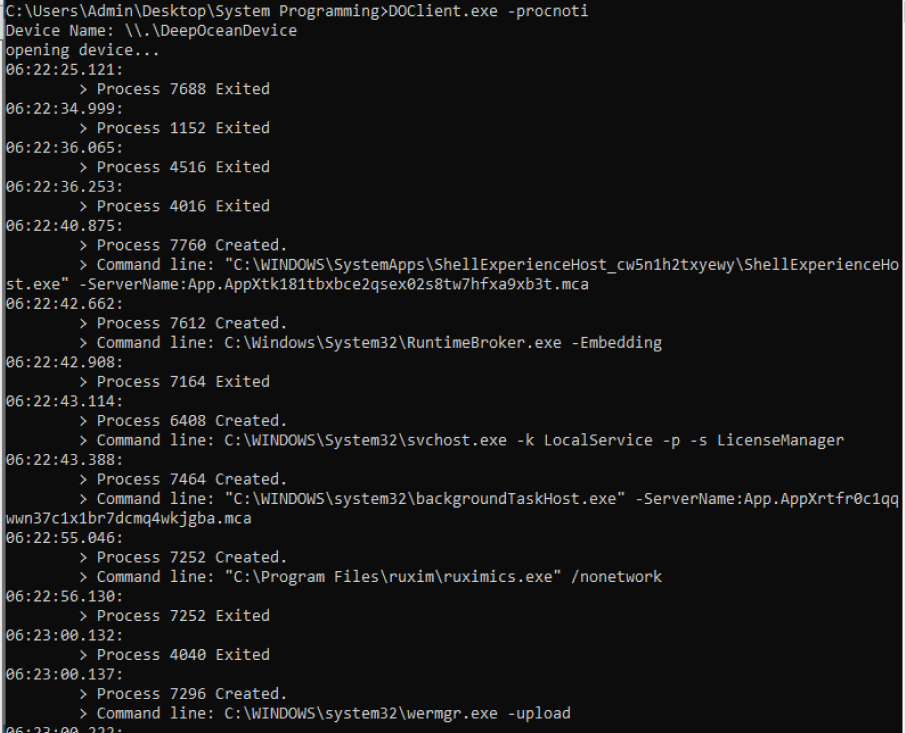 C:\Users\Admin\Desktop\System Programming>DOClient.exe -procnoti
Device Name: \\.\DeepOceanDevice
opening device...
06:22:25.121:
> Process 7688 Exited
06:22:34.999:
> Process 1152 Exited
06:22:36.065:
> Process 4516 Exited
06:22:36.253:
> Process 4016 Exited
06:22:40.875:
> Process 7760 Created.
> Command line: "C:\WINDOWS\SystemApps\ShellExperienceHost_cw5n1h2txyewy\ShellExperienceHo
st.exe" -ServerName:App.AppXtk181tbxbce2qsex02s8tw7hfxa9xb3t.mca
06:22:42.662:
> Process 7612 Created.
> Command line: C:\Windows\System32\RuntimeBroker.exe -Embedding
06:22:42.908:
> Process 7164 Exited
06:22:43.114:
> Process 6408 Created.
> Command line: C:\WINDOWS\System32\svchost.exe -k LocalService -p -s LicenseManager
06:22:43.388:
> Process 7464 Created.
> Command line: "C:\WINDOWS\system32\backgroundTaskHost.exe" -ServerName:App.AppXrtfr0c1qq
wwn37c1x1br7dcmq4wkjgba.mca
06:22:55.046:
> Process 7252 Created.
> Command line: "C:\Program Files\ruxim\ruximics.exe" /nonetwork
06:22:56.130:
> Process 7252 Exited
06:23:00.132:
> Process 4040 Exited
06:23:00.137:
> Process 7296 Created.
> Command line: C:\WINDOWS\system32\wermgr.exe -upload
06:23:00.222: